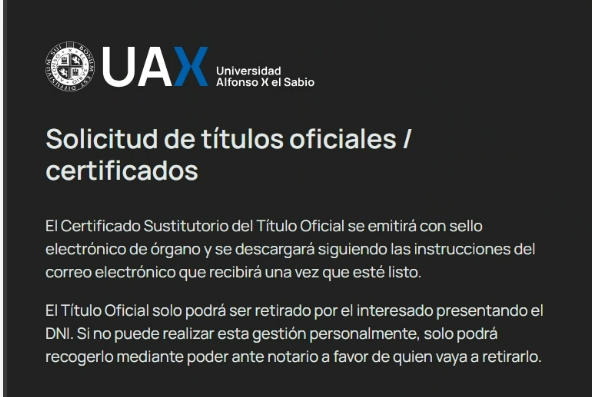 UAX
Universidad
Alfonso X el Sabio
Solicitud de títulos oficiales /
certificados
El Certificado Sustitutorio del Título Oficial se emitirá con sello
electrónico de órgano y se descargará siguiendo las instrucciones del
correo electrónico que recibirá una vez que esté listo.
El Título Oficial solo podrá ser retirado por el interesado presentando el
DNI. Si no puede realizar esta gestión personalmente, solo podrá
recogerlo mediante poder ante notario a favor de quien vaya a retirarlo.